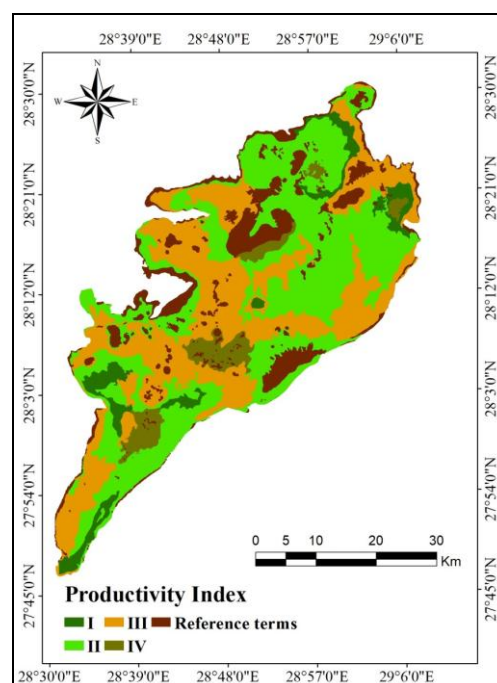 28°39'0"E 28°48'0"E 28°57'0"E 29°6'0"E
N
W E
S
28°30'0"N 28°30'0"N
28°21'0"N 28°21'0"N
28°12'0"N 28°12'0"N
28°3'0"N 28°3'0"N
27°54'0"N 27°54'0"N
0 5 10 20 30
Km
27°45'0"N 27°45'0"N
Productivity Index
I III Reference terms
II IV
28°30'0"E 28°39'0"E 28°48'0"E 28°57'0"E 29°6'0"E